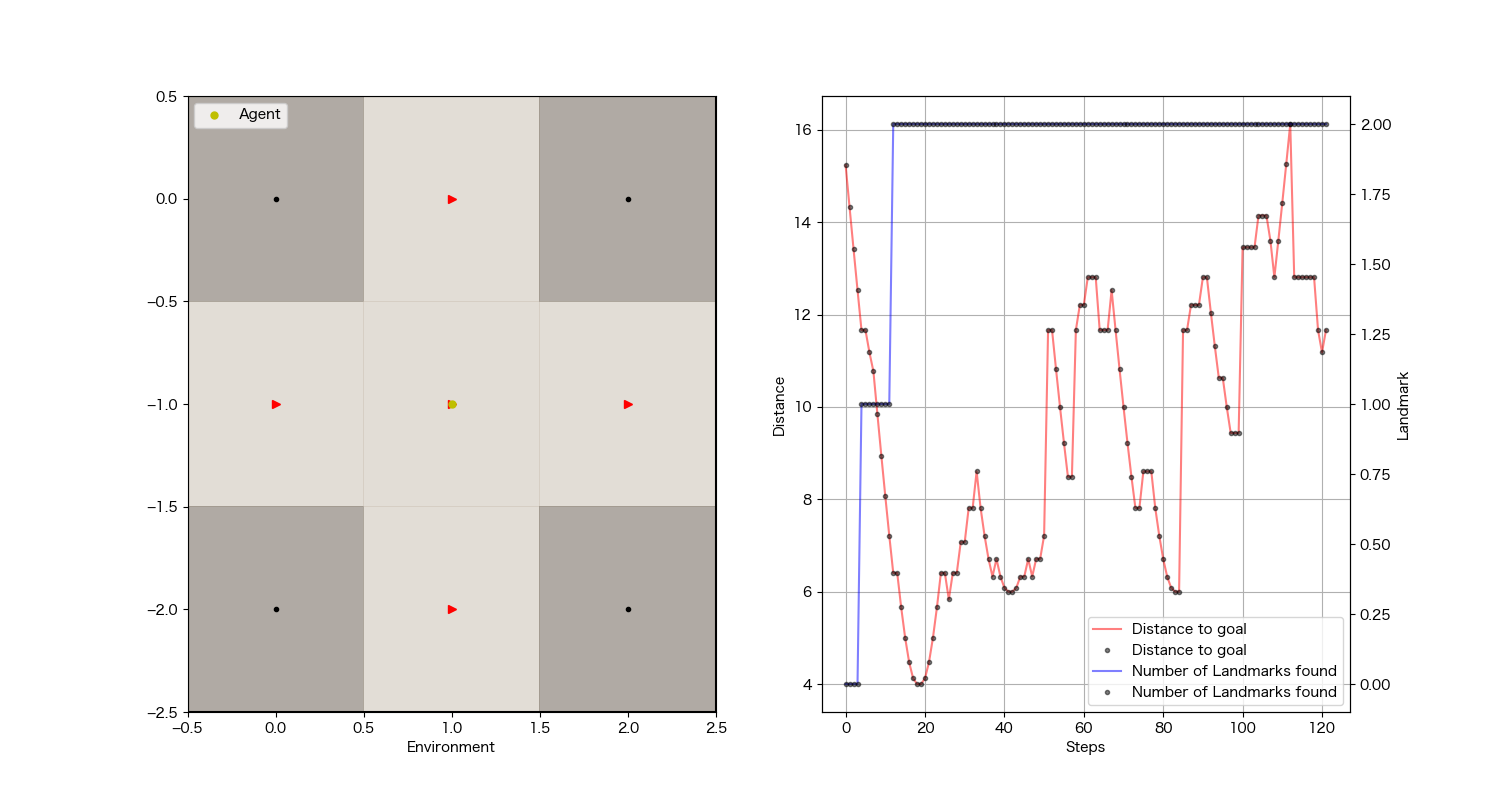 0.5
0.0
−0.5
−1.0
−1.5
−2.0
−2.5
Agent
−0.5 0.0 0.5 1.0 1.5 2.0 2.5
Environment
Distance
16
14
12
10
8
6
4
2.00
1.75
1.50
1.25
1.00
0.75
0.50
0.25
0.00
Landmark
Distance to goal
Distance to goal
Number of Landmarks found
Number of Landmarks found
0 20 40 60 80 100 120
Steps